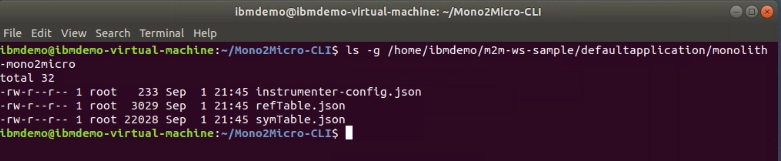 ibmdemo@ibmdemo-virtual-machine: ~/Mono2Micro-CLI
File Edit View Search Terminal Help
ibmdemo@ibmdemo-virtual-machine:~/Mono2Micro-CLI$ ls -g /home/ibmdemo/m2m-ws-sample/defaultapplication/monolith
-mono2micro
total 32
-rw-r--r-- 1 root   233 Sep  1 21:45 instrumenter-config.json
-rw-r--r-- 1 root  3029 Sep  1 21:45 refTable.json
-rw-r--r-- 1 root 22028 Sep  1 21:45 symTable.json
ibmdemo@ibmdemo-virtual-machine:~/Mono2Micro-CLI$